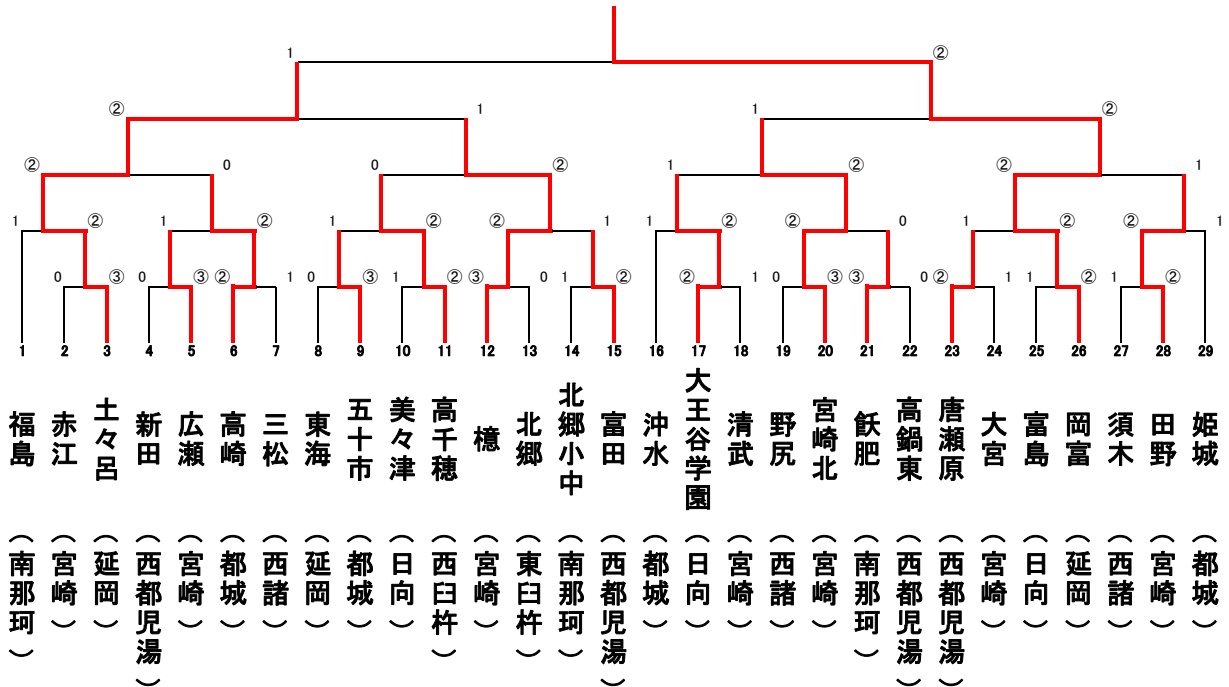 1 ②
② 1 1 ②
② 0 0 ② 1 ② ② 1
1 ② 1 ② 1 ② ② 1 1 ② ② 0 1 ② ② 1
0 ③ 0 ③ ② 1 0 ③ 1 ② ③ 0 1 ② ② 1 0 ③ ③ 0 ② 1 1 ② 1 ②
1 2 3 4 5 6 7 8 9 10 11 12 13 14 15 16 17 18 19 20 21 22 23 24 25 26 27 28 29
福島（南那珂）
赤江（宮崎）
土々呂（延岡）
新田（西都児湯）
広瀬（宮崎）
高崎（都城）
三松（西諸）
東海（延岡）
五十市（都城）
美々津（日向）
高千穂（西臼杵）
檍（宮崎）
北郷（東臼杵）
北郷小中（南那珂）
富田（西都児湯）
沖水（都城）
大王谷学園（日向）
清武（宮崎）
野尻（西諸）
宮崎北（宮崎）
飫肥（南那珂）
高鍋東（西都児湯）
唐瀬原（西都児湯）
大宮（宮崎）
富島（日向）
岡富（延岡）
須木（西諸）
田野（宮崎）
姫城（都城）